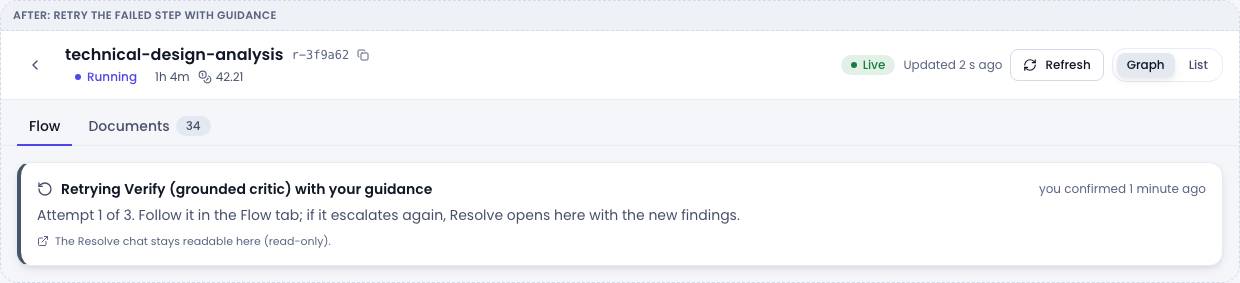 AFTER: RETRY THE FAILED STEP WITH GUIDANCE
technical-design-analysis r–3f9a62
Running 1h 4m 42.21
Live Updated 2 s ago Refresh Graph List
Flow Documents 34
Retrying Verify (grounded critic) with your guidance you confirmed 1 minute ago
Attempt 1 of 3. Follow it in the Flow tab; if it escalates again, Resolve opens here with the new findings.
The Resolve chat stays readable here (read-only).